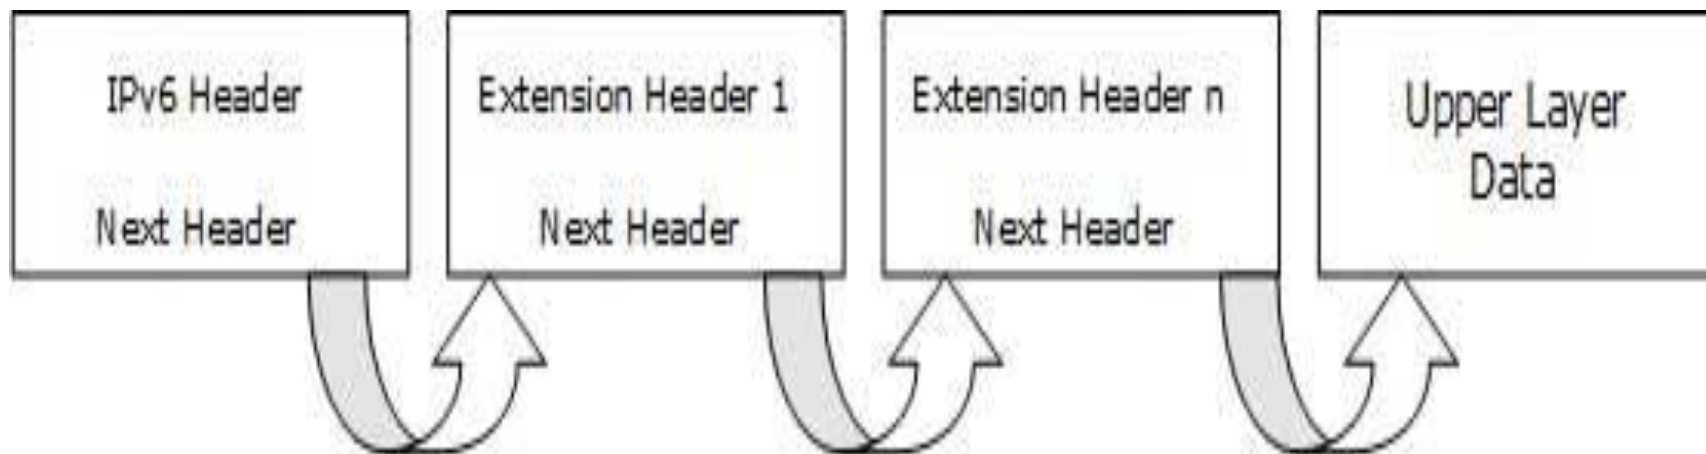 IPv6 Header
Next Header
Extension Header 1
Next Header
Extension Header n
Next Header
Upper Layer
Data